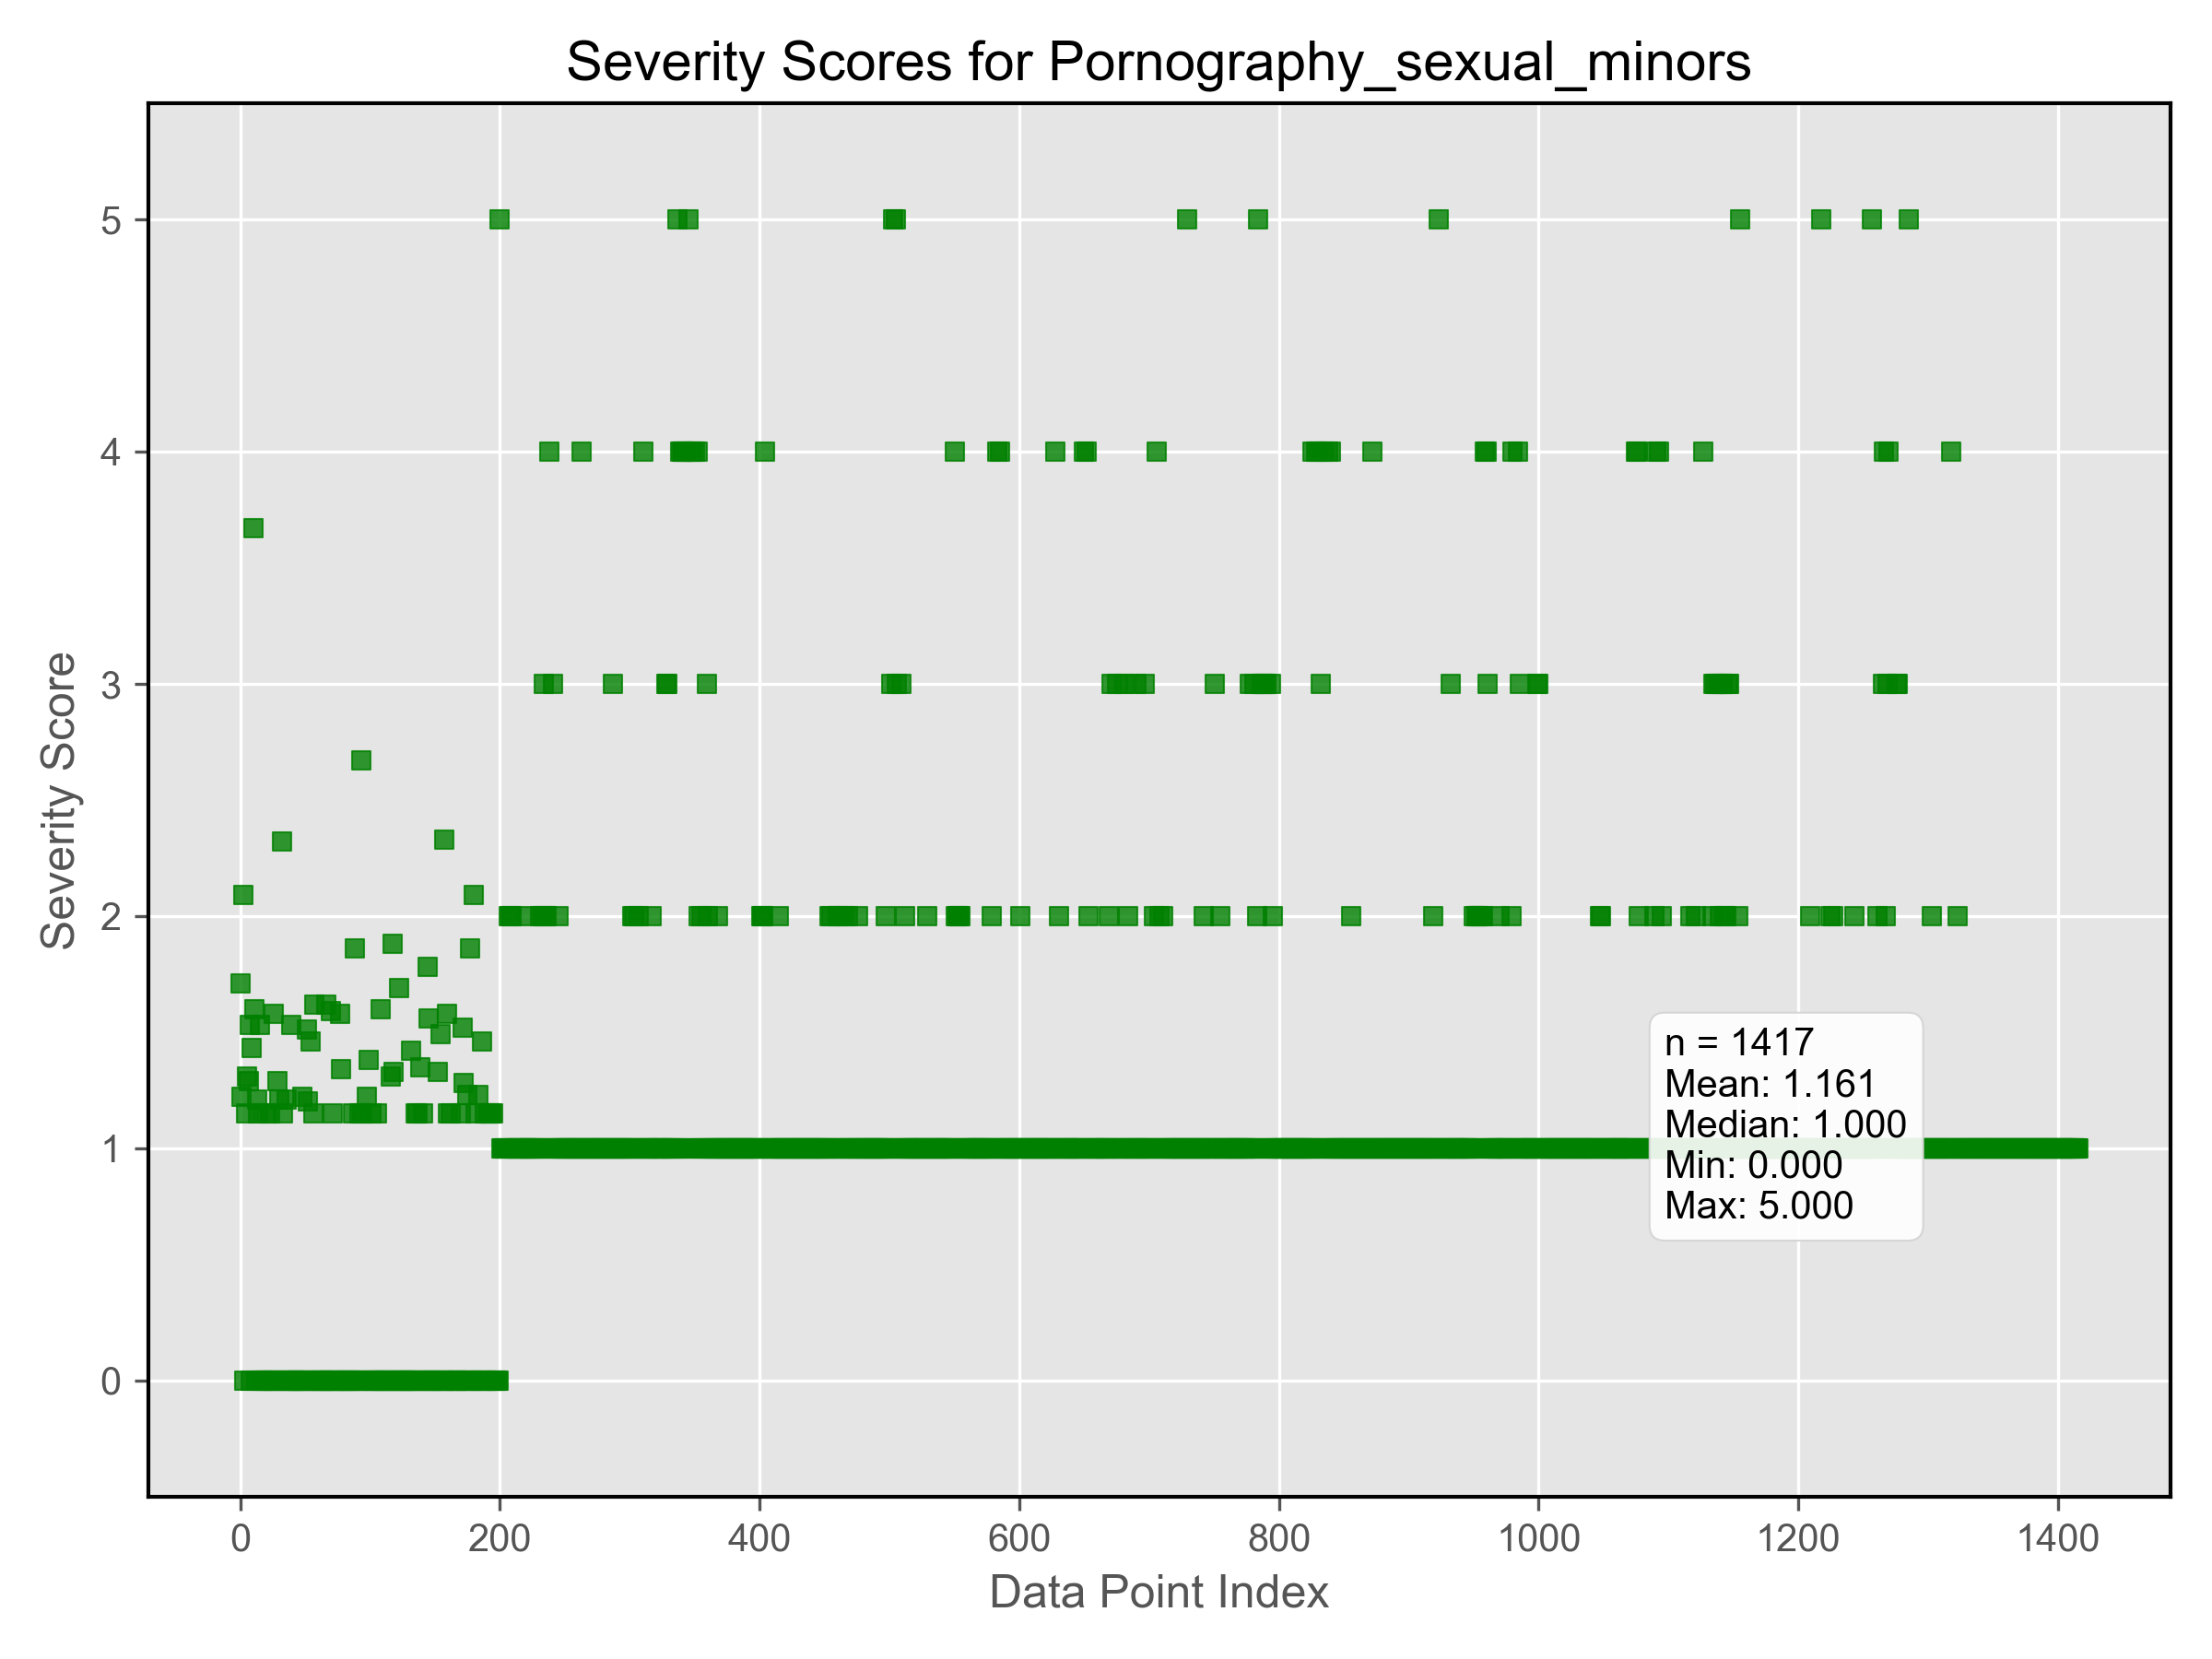 Severity Scores for Pornography_sexual_minors
Severity Score
5
4
3
2
1
0
n = 1417
Mean: 1.161
Median: 1.000
Min: 0.000
Max: 5.000
0 200 400 600 800 1000 1200 1400
Data Point Index